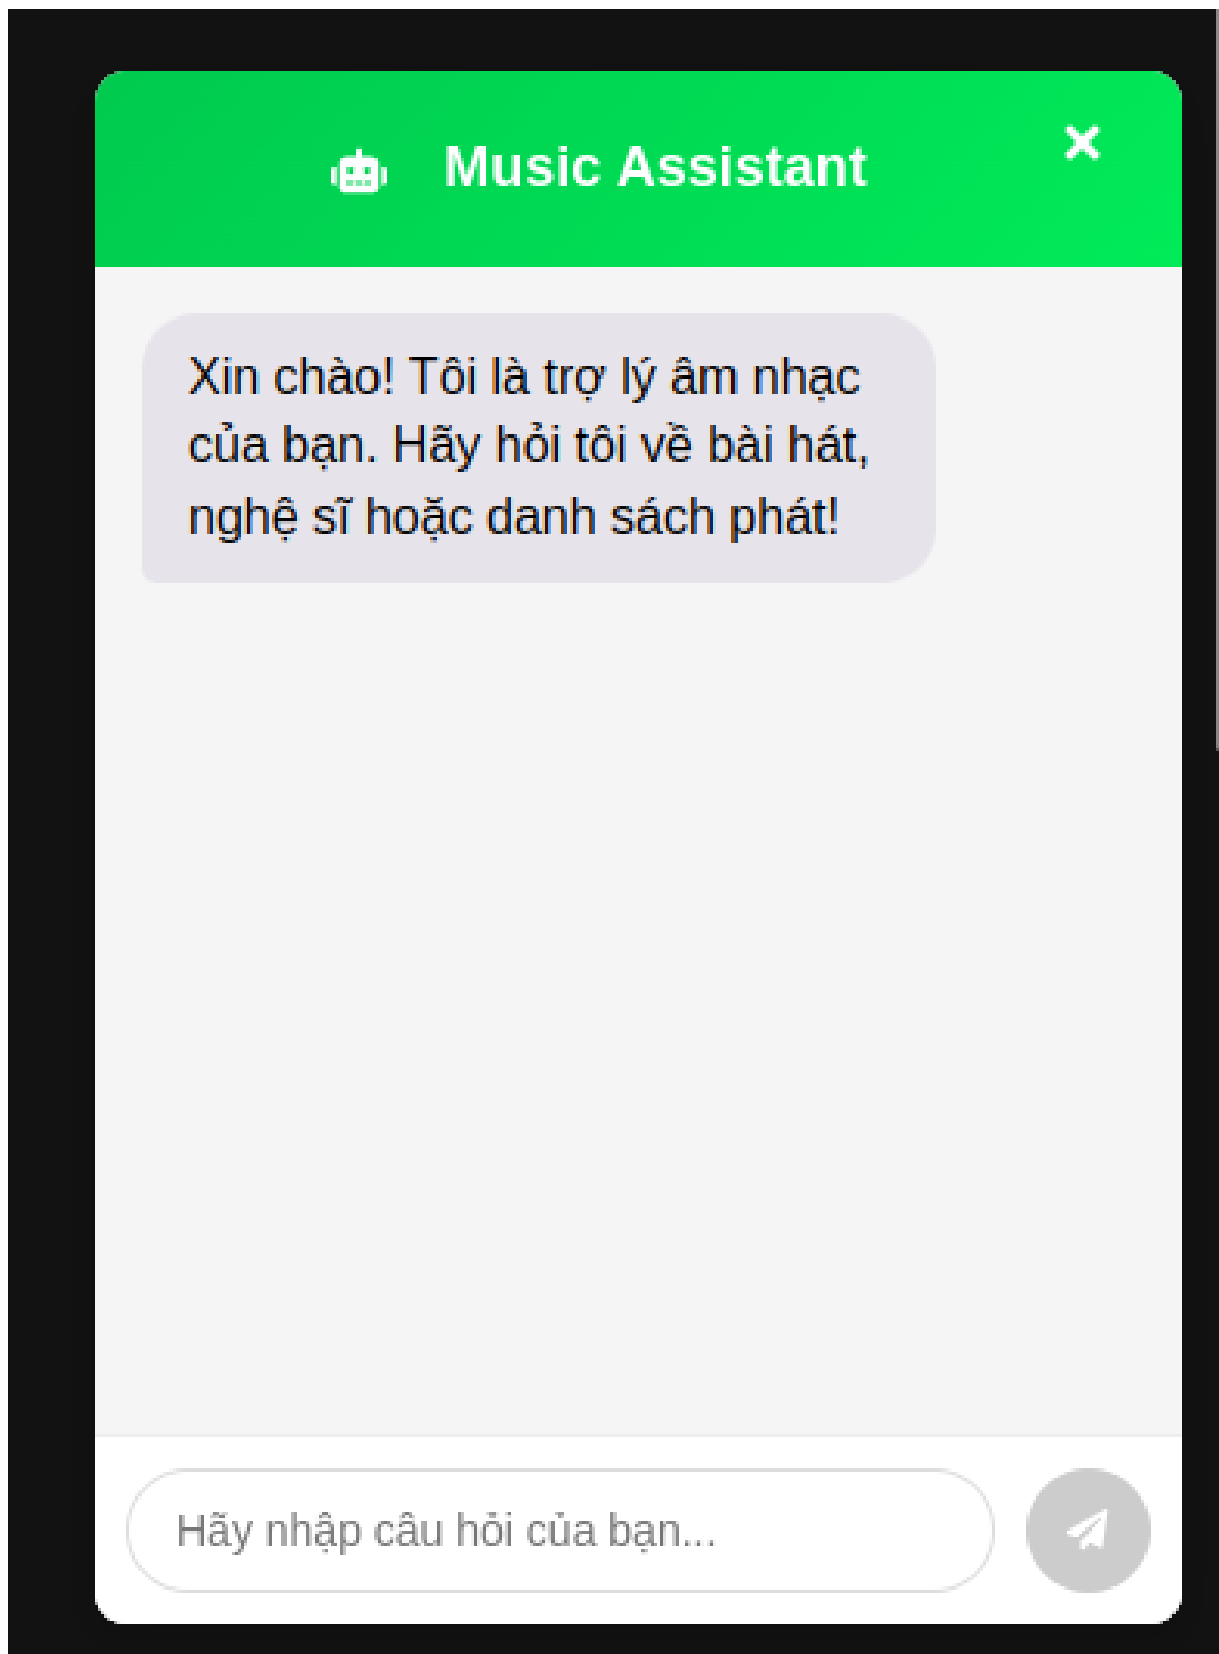 Music Assistant
Xin chào! Tôi là trợ lý âm nhạc
của bạn. Hãy hỏi tôi về bài hát,
nghệ sĩ hoặc danh sách phát!
Hãy nhập câu hỏi của bạn...